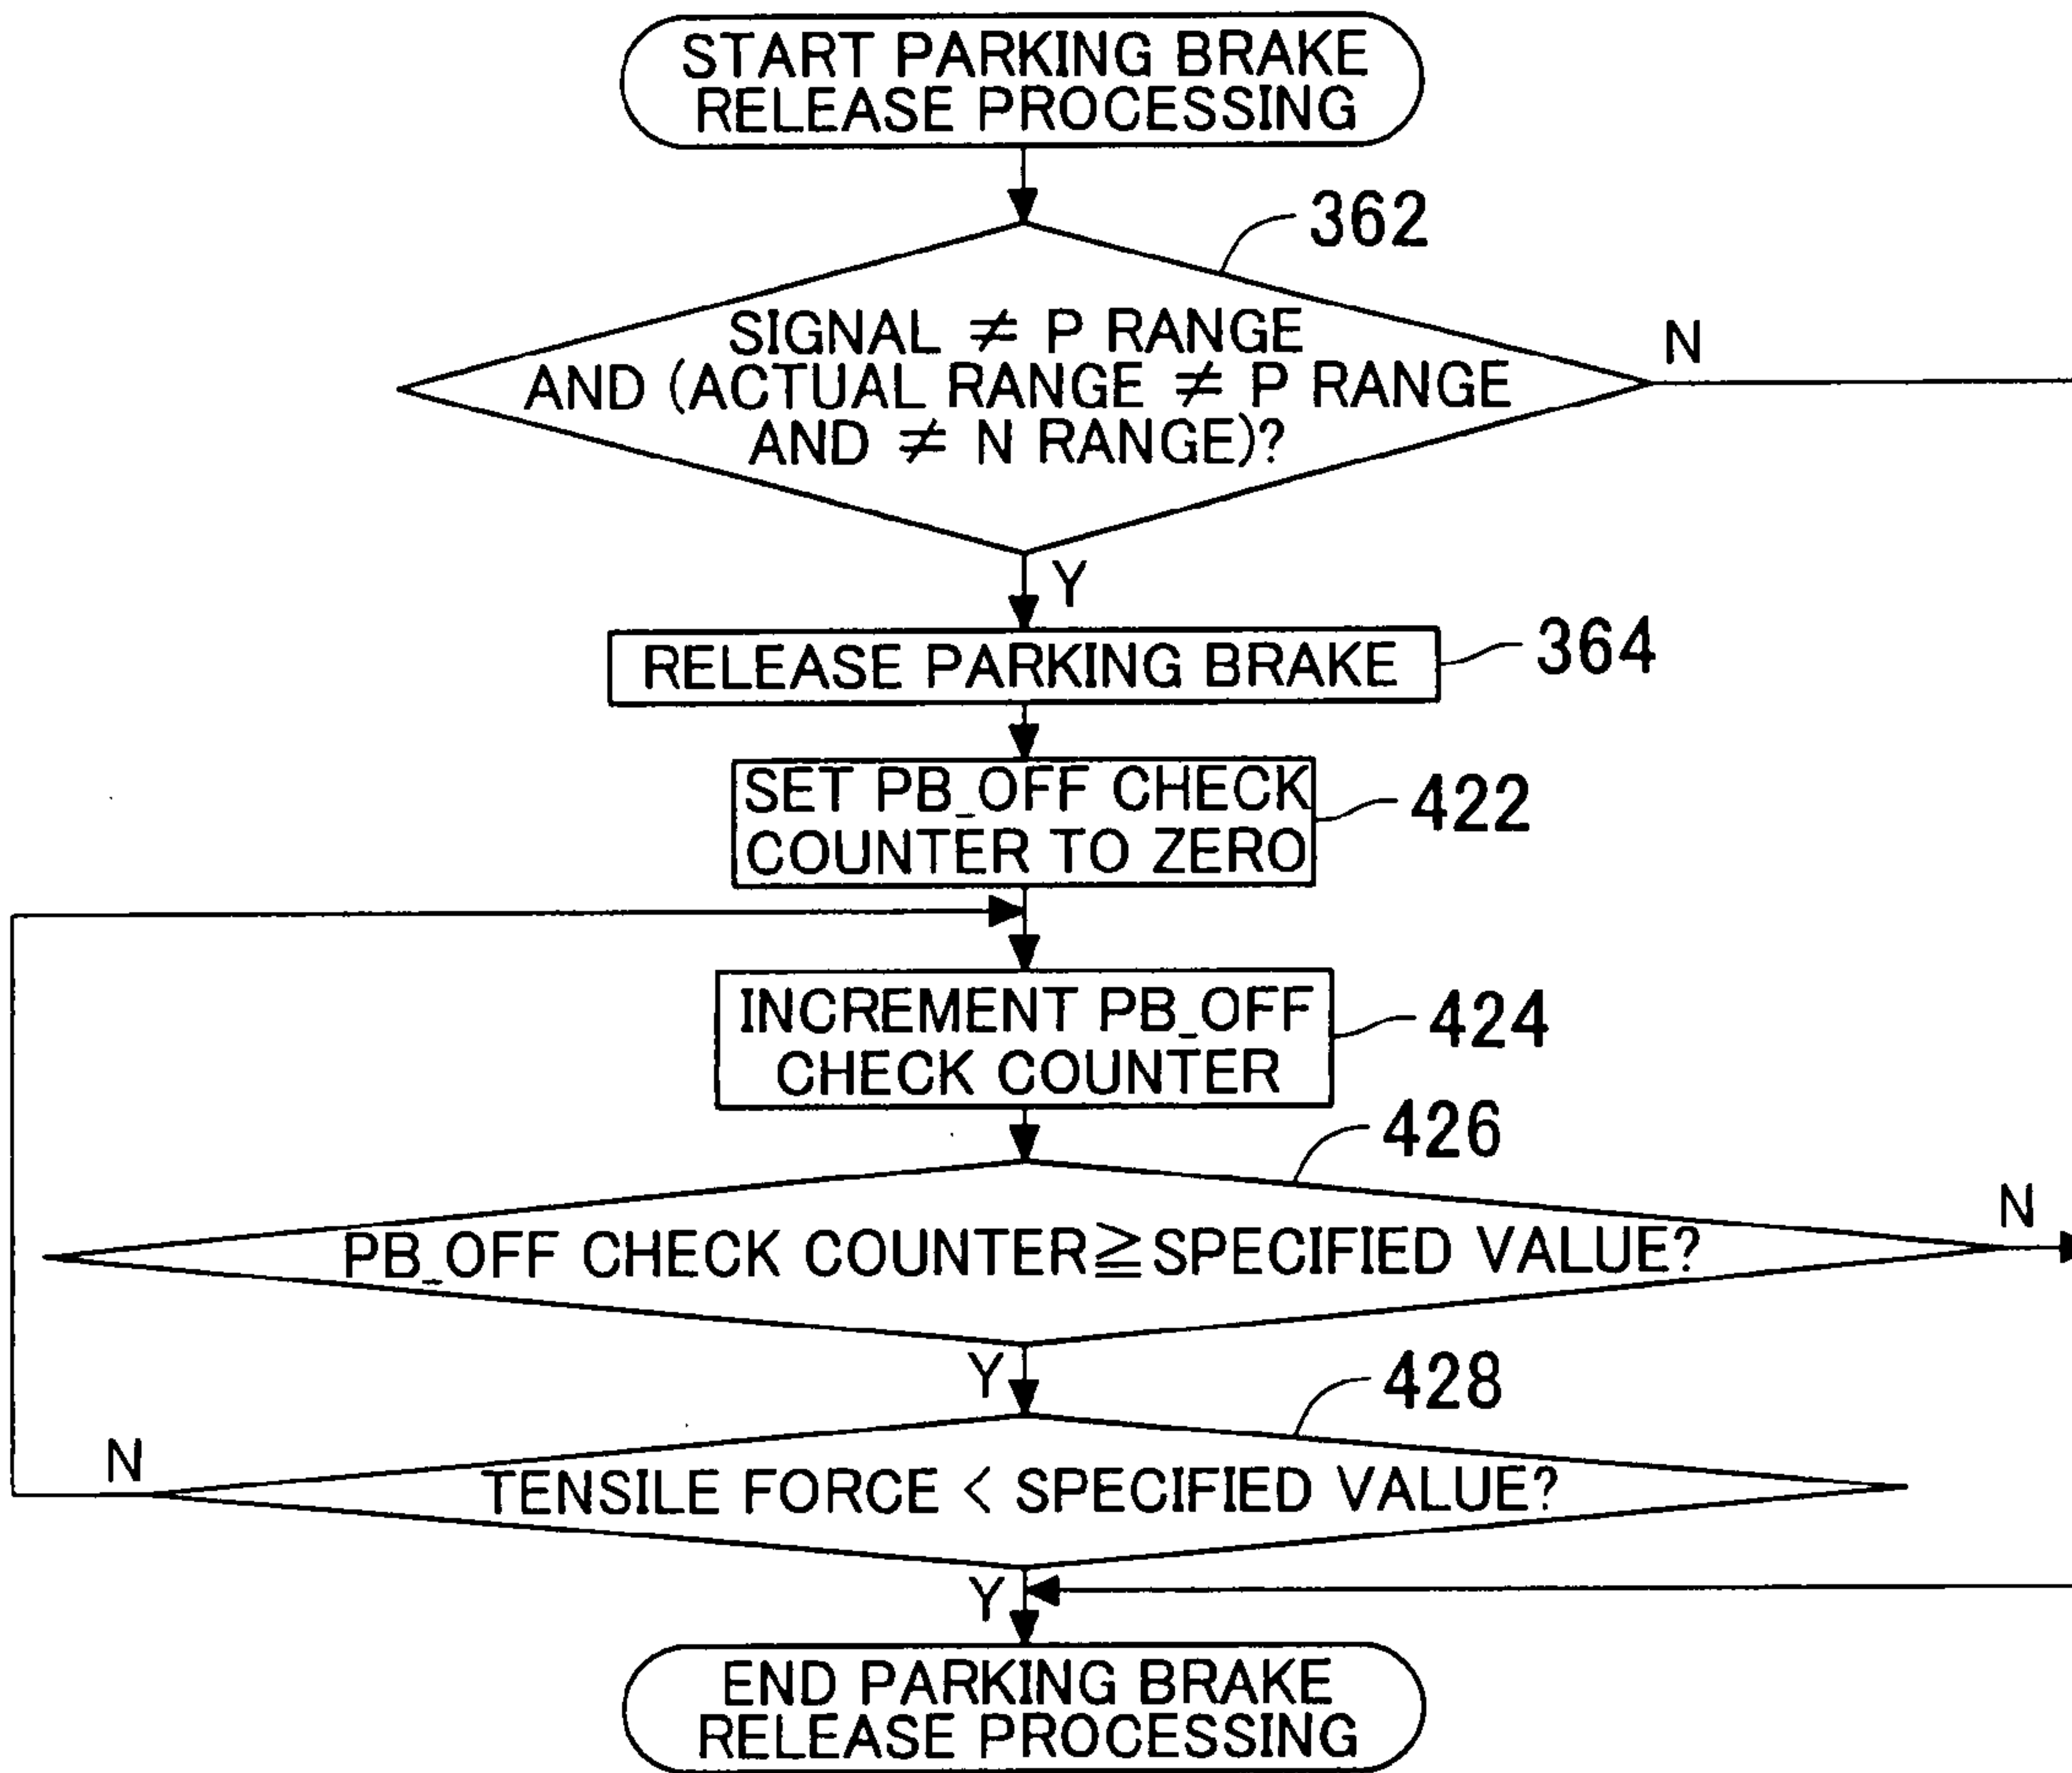 START PARKING BRAKE
RELEASE PROCESSING
362
SIGNAL ≠ P RANGE
AND (ACTUAL RANGE ≠ P RANGE
AND ≠ N RANGE)?
N
Y
RELEASE PARKING BRAKE
364
SET PB_OFF CHECK
COUNTER TO ZERO
422
INCREMENT PB_OFF
CHECK COUNTER
424
426
PB_OFF CHECK COUNTER≧SPECIFIED VALUE?
N
Y
428
N
TENSILE FORCE < SPECIFIED VALUE?
Y
END PARKING BRAKE
RELEASE PROCESSING